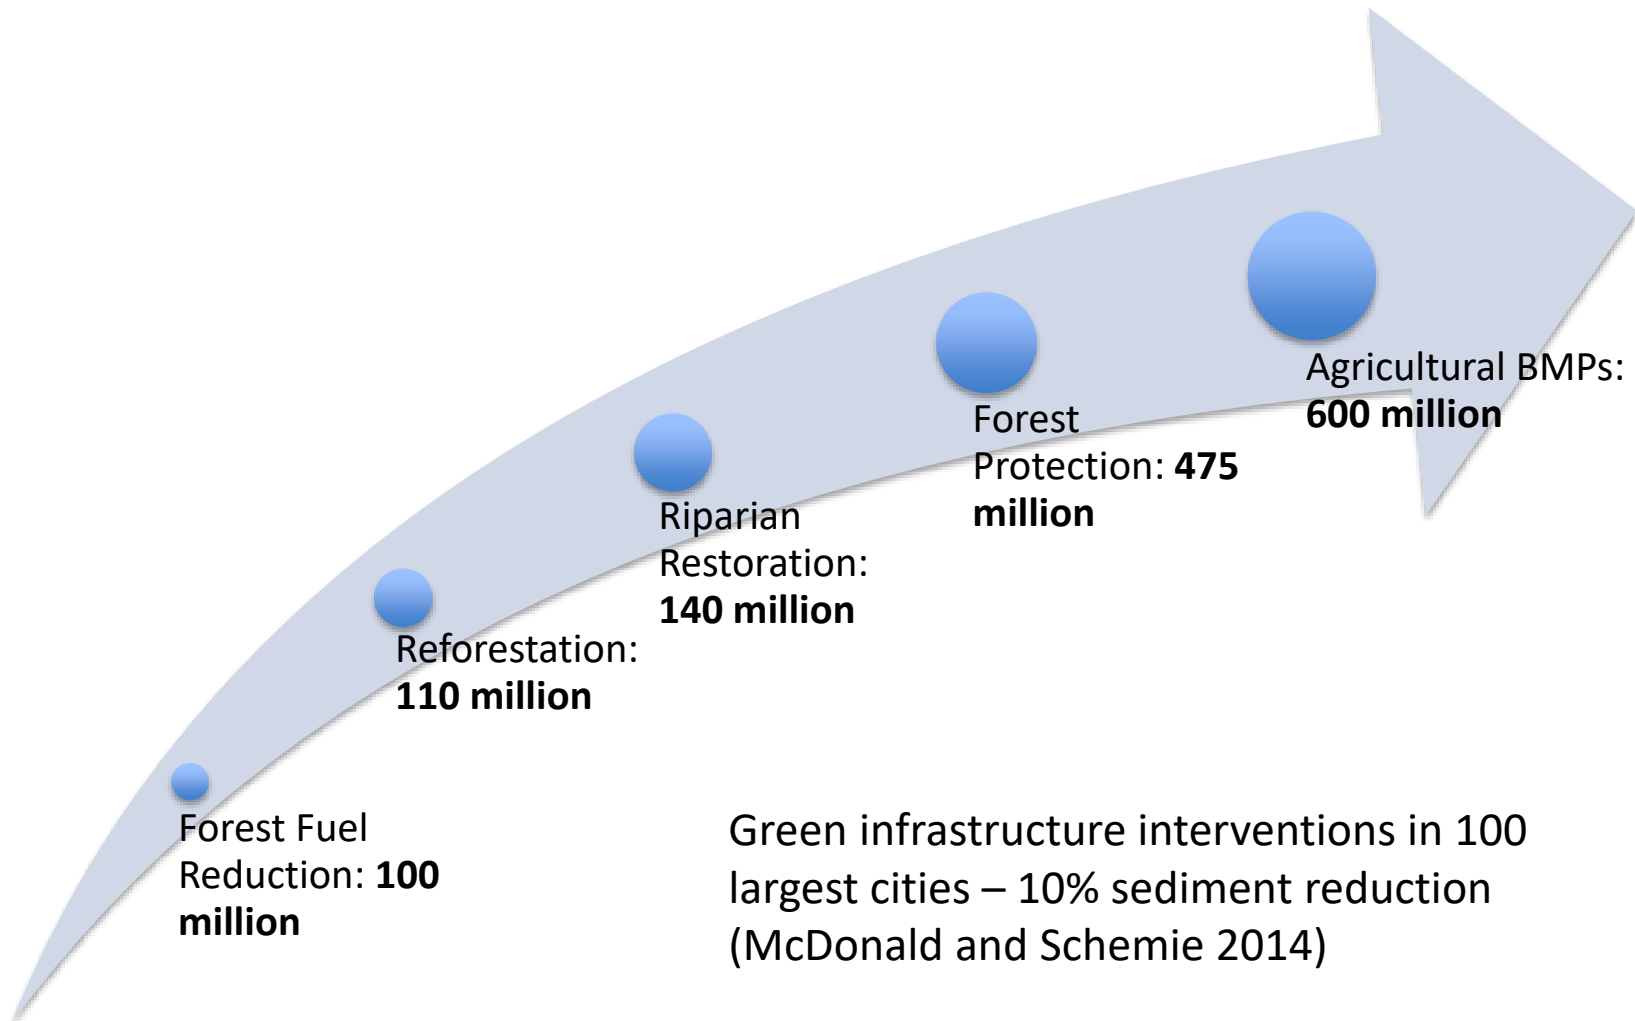 Agricultural BMPs:
600 million
Forest
Protection: 475
million
Riparian
Restoration:
140 million
Reforestation:
110 million
Forest Fuel
Reduction: 100
million
Green infrastructure interventions in 100
largest cities – 10% sediment reduction
(McDonald and Schemie 2014)